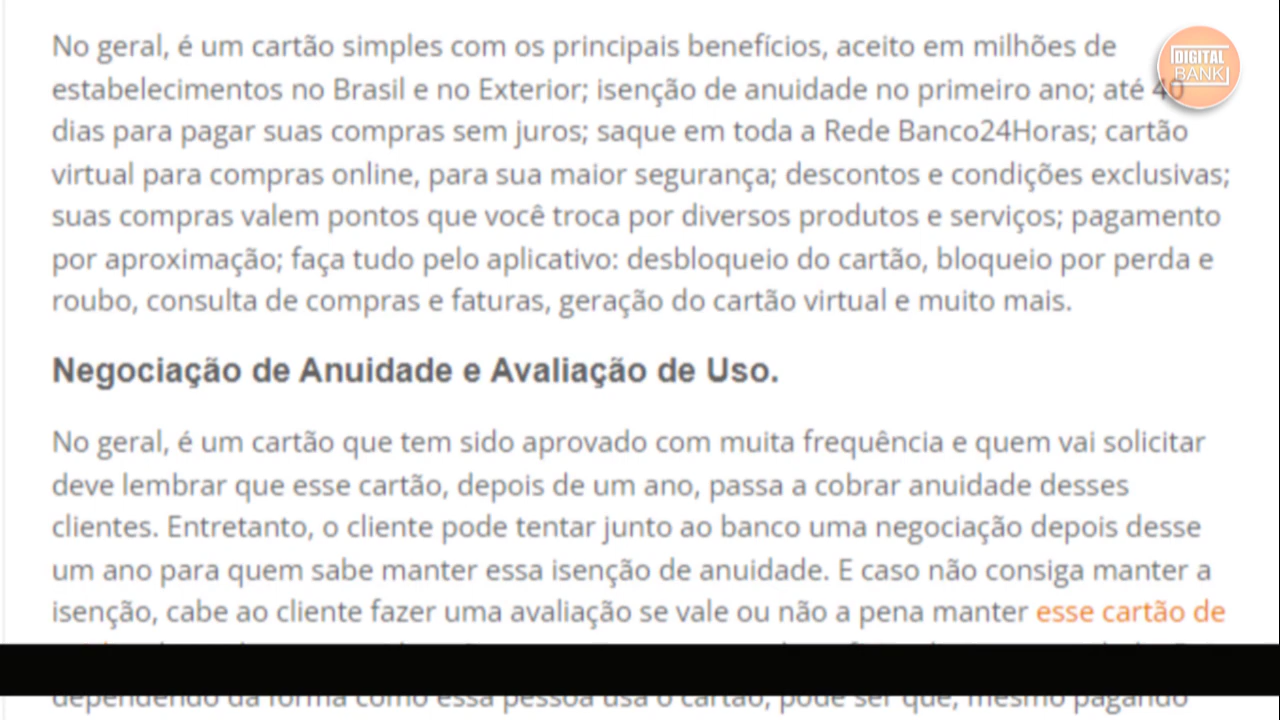 No geral, é um cartão simples com os principais benefícios, aceito em milhões de
DIGITAL
BANK
estabelecimentos no Brasil e no Exterior; isenção de anuidade no primeiro ano; até 40
dias para pagar suas compras sem juros; saque em toda a Rede Banco24Horas; cartão
virtual para compras online, para sua maior segurança; descontos e condições exclusivas;
suas compras valem pontos que você troca por diversos produtos e serviços; pagamento
por aproximação; faça tudo pelo aplicativo: desbloqueio do cartão, bloqueio por perda e
roubo, consulta de compras e faturas, geração do cartão virtual e muito mais.
Negociação de Anuidade e Avaliação de Uso.
No geral, é um cartão que tem sido aprovado com muita frequência e quem vai solicitar
deve lembrar que esse cartão, depois de um ano, passa a cobrar anuidade desses
clientes. Entretanto, o cliente pode tentar junto ao banco uma negociação depois desse
um ano para quem sabe manter essa isenção de anuidade. E caso não consiga manter a
isenção, cabe ao cliente fazer uma avaliação se vale ou não a pena manter esse cartão de
dependendo da forma como essa pessoa usa o cartão, pode ser que, mesmo pagando